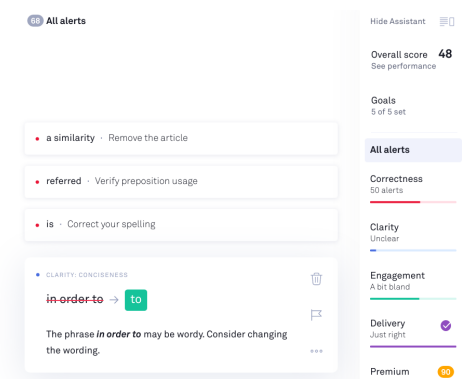 68 All alerts
a similarity · Remove the article
referred · Verify preposition usage
is · Correct your spelling
CLARITY: CONCISENESS
in order to → to
The phrase in order to may be wordy. Consider changing
the wording.
Hide Assistant
Overall score 48
See performance
Goals
5 of 5 set
All alerts
Correctness
50 alerts
Clarity
Unclear
Engagement
A bit bland
Delivery
Just right
Premium 90